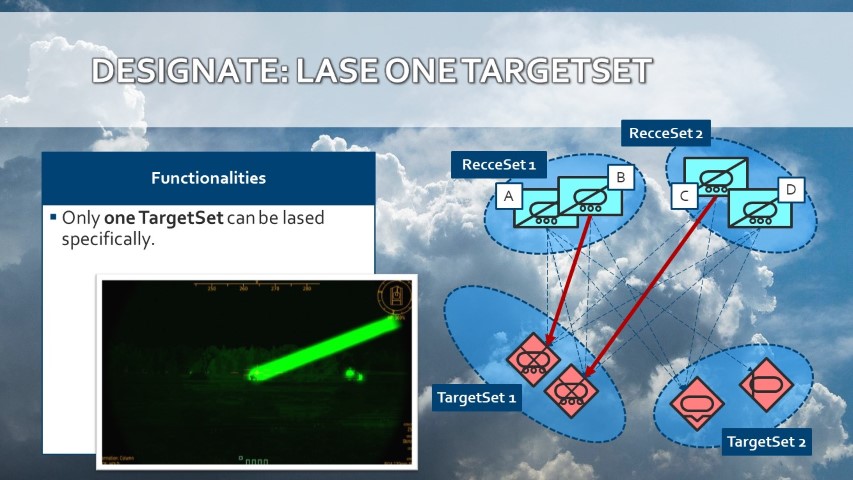 DESIGNATE: LASE ONE TARGETSET
Functionalities
Only one TargetSet can be lased
specifically.
RecceSet 1
RecceSet 2
A
B
C
D
TargetSet 1
TargetSet 2